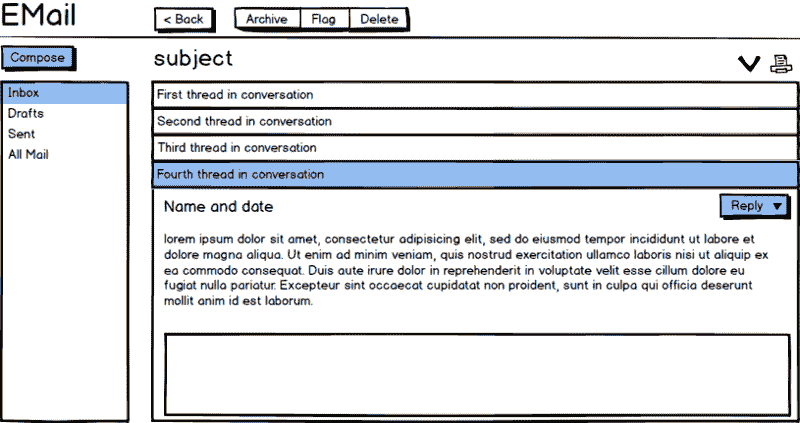 EMail
< Back
Archive Flag Delete
Compose
subject
Inbox
Drafts
Sent
All Mail
First thread in conversation
Second thread in conversation
Third thread in conversation
Fourth thread in conversation
Name and date
Reply
lorem ipsum dolor sit amet, consectetur adipisicing elit, sed do eiusmod tempor incididunt ut labore et
dolore magna aliqua. Ut enim ad minim veniam, quis nostrud exercitation ullamco laboris nisi ut aliquip ex
ea commodo consequat. Duis aute irure dolor in reprehenderit in voluptate velit esse cillum dolore eu
fugiat nulla pariatur. Excepteur sint occaecat cupidatat non proident, sunt in culpa qui officia deserunt
mollit anim id est laborum.